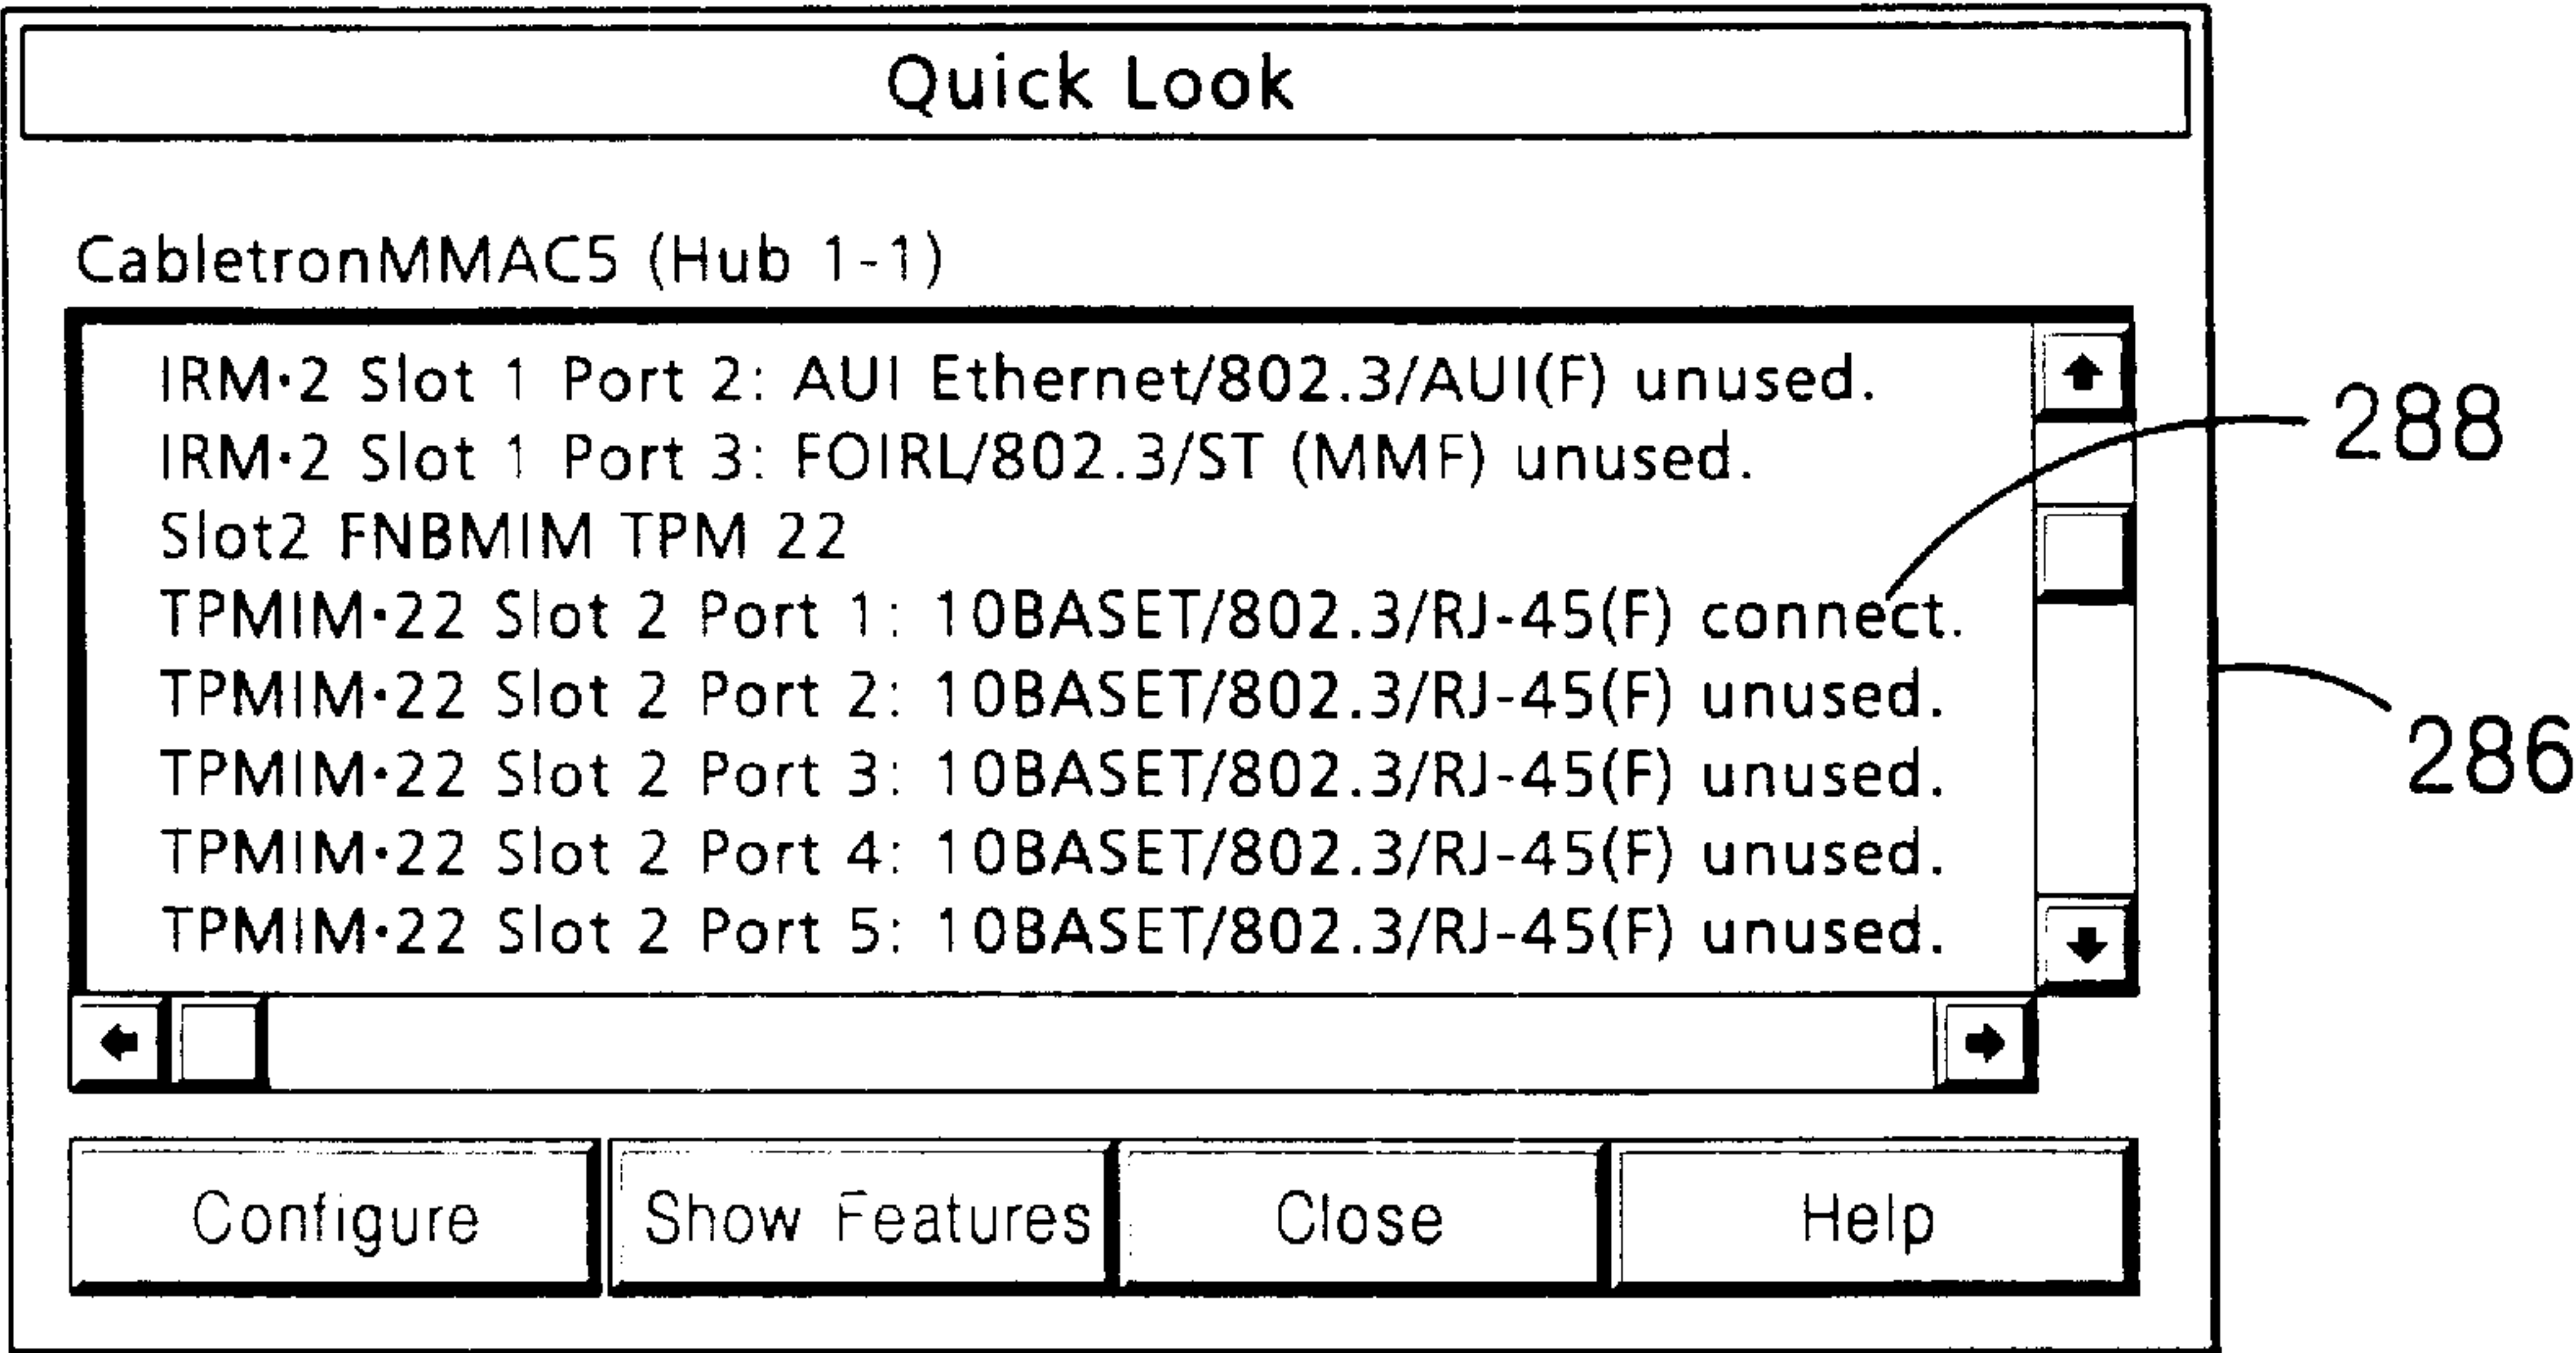 Quick Look
CabletronMMAC5 (Hub 1-1)
IRM·2 Slot 1 Port 2: AUI Ethernet/802.3/AUI(F) unused.
IRM·2 Slot 1 Port 3: FOIRL/802.3/ST (MMF) unused.
Slot2 FNBMIM TPM 22
TPMIM·22 Slot 2 Port 1: 10BASET/802.3/RJ-45(F) connect.
TPMIM·22 Slot 2 Port 2: 10BASET/802.3/RJ-45(F) unused.
TPMIM·22 Slot 2 Port 3: 10BASET/802.3/RJ-45(F) unused.
TPMIM·22 Slot 2 Port 4: 10BASET/802.3/RJ-45(F) unused.
TPMIM·22 Slot 2 Port 5: 10BASET/802.3/RJ-45(F) unused.
Configure Show Features Close Help
288
286